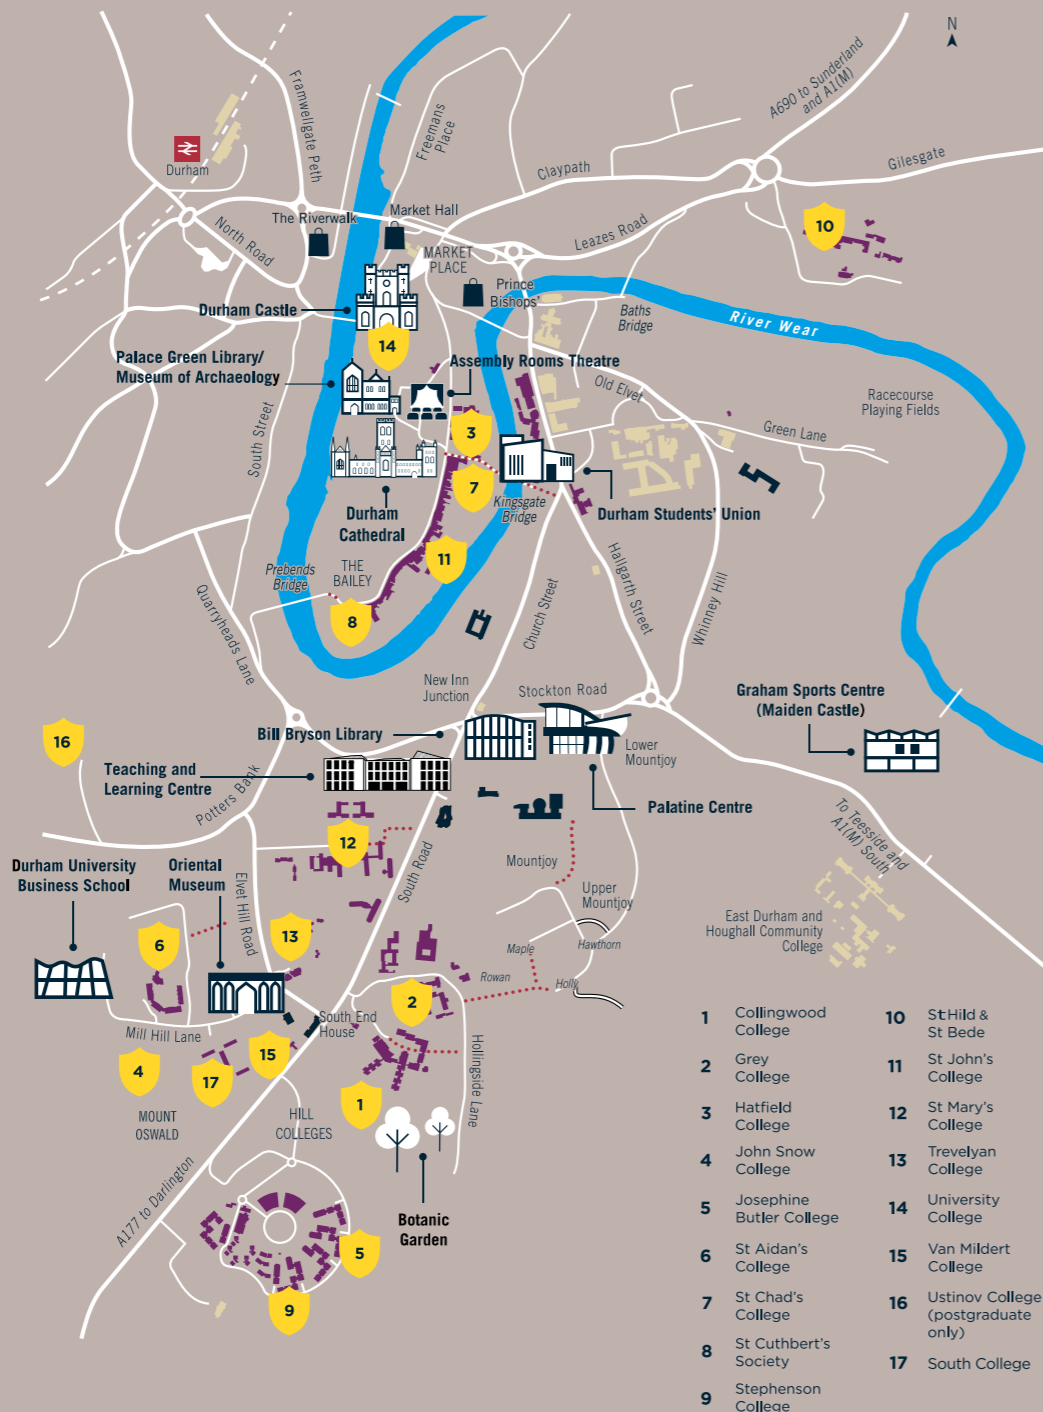 N
A690 to Sunderland
and A1(M)
Framwellgate Peth
Freemans
Place
Durham
Claypath
Gilesgate
North Road
The Riverwalk
Market Hall
Leazes Road
10
MARKET
PLACE
Prince
Bishops'
Durham Castle
Baths
Bridge
River Wear
14
Palace Green Library/
Museum of Archaeology
Assembly Rooms Theatre
Old Elvet
Racecourse
Playing Fields
South Street
3
Green Lane
7
Kingsgate
Bridge
Durham
Cathedral
Durham Students' Union
11
Prebends
Bridge
THE
BAILEY
Hallgarth Street
Quarryheads Lane
8
Church Street
Whinney Hill
New Inn
Junction
Stockton Road
Graham Sports Centre
(Maiden Castle)
16
Bill Bryson Library
Lower
Mountjoy
Teaching and
Learning Centre
Potters Bank
Palatine Centre
To Teesside and
A1(M) South
12
Durham University
Business School
Oriental
Museum
South Road
Mountjoy
Upper
Mountjoy
Elvet Hill Road
East Durham and
Houghall Community
College
6
13
Maple
Hawthorn
Rowan
Holly
2
Mill Hill Lane
South End
House
15
4
17
Hollingside Lane
1
MOUNT
OSWALD
HILL
COLLEGES
A177 to Darlington
Botanic
Garden
5
9
1 Collingwood
College
2 Grey
College
3 Hatfield
College
4 John Snow
College
5 Josephine
Butler College
6 St Aidan's
College
7 St Chad's
College
8 St Cuthbert's
Society
9 Stephenson
College
10 St Hild &
St Bede
11 St John's
College
12 St Mary's
College
13 Trevelyan
College
14 University
College
15 Van Mildert
College
16 Ustinov College
(postgraduate
only)
17 South College